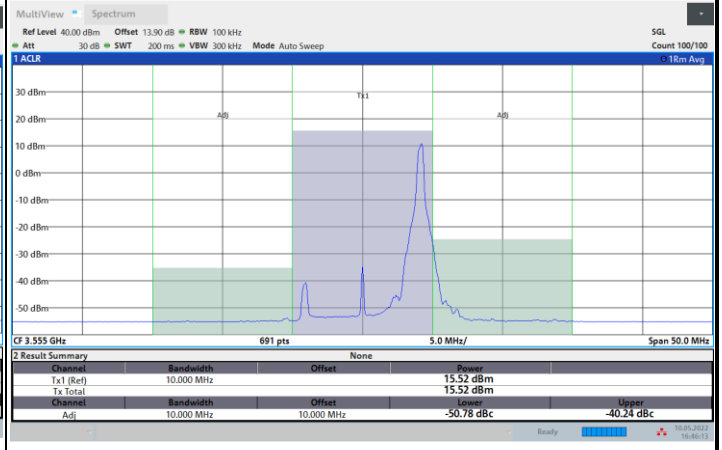 MultiView Spectrum
Ref Level 40.00 dBm Offset 13.90 dB RBW 100 kHz SGL
Att 30 dB SWT 200 ms VBW 300 kHz Mode Auto Sweep Count 100/100
1 ACLR 1Rm Avg
30 dBm
Tx1
20 dBm
Adj Adj
10 dBm
0 dBm
-10 dBm
-20 dBm
-30 dBm
-40 dBm
-50 dBm
CF 3.555 GHz 691 pts 5.0 MHz/ Span 50.0 MHz
2 Result Summary None
Channel Bandwidth Offset Power
Tx1 (Ref) 10.000 MHz 15.52 dBm
Tx Total 15.52 dBm
Channel Bandwidth Offset Lower Upper
Adj 10.000 MHz 10.000 MHz -50.78 dBc -40.24 dBc
Ready 10.05.2022
16:46:13